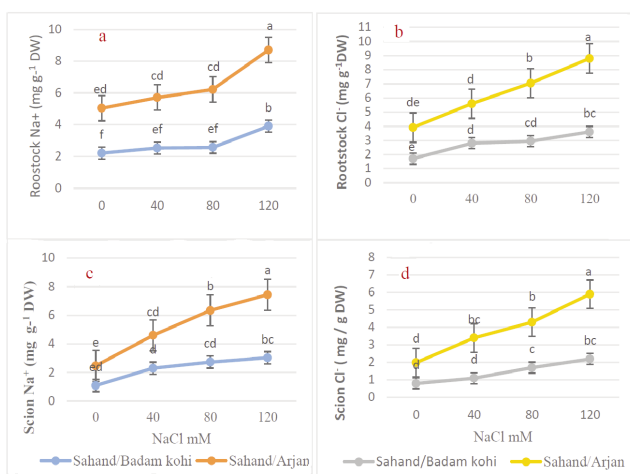 a
Roostock Na+ (mg g-1 DW)
10
8
6
4
2
0
ed
cd
cd
a
f
ef
ef
b
0 40 80 120
b
Rootstock Cl- (mg g-1DW)
11
10
9
8
7
6
5
4
3
2
1
0
de
d
b
a
e
d
cd
bc
0 40 80 120
c
Scion Na+ (mg g-1 DW)
10
8
6
4
2
0
e
cd
b
a
ed
d
cd
bc
0 40 80 120
d
Scion Cl- ( mg / g DW)
8
7
6
5
4
3
2
1
0
d
bc
b
a
d
d
c
bc
0 40 80 120
NaCl mM
NaCl mM
Sahand/Badam kohi Sahand/Arjan
Sahand/Badam kohi Sahand/Arjan